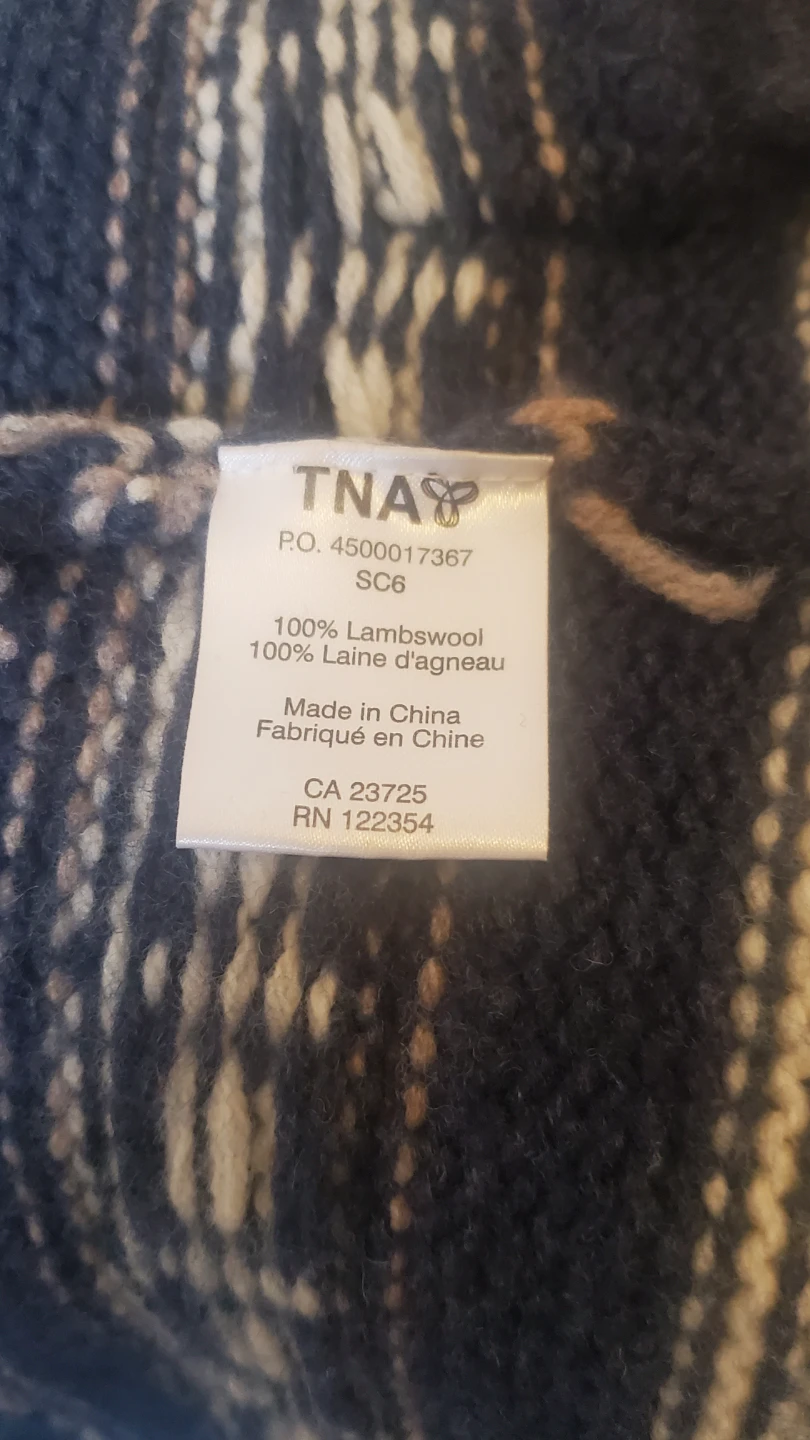 TNA
P.O. 4500017367
SC6
100% Lambswool
100% Laine d'agneau
Made in China
Fabriqué en Chine
CA 23725
RN 122354